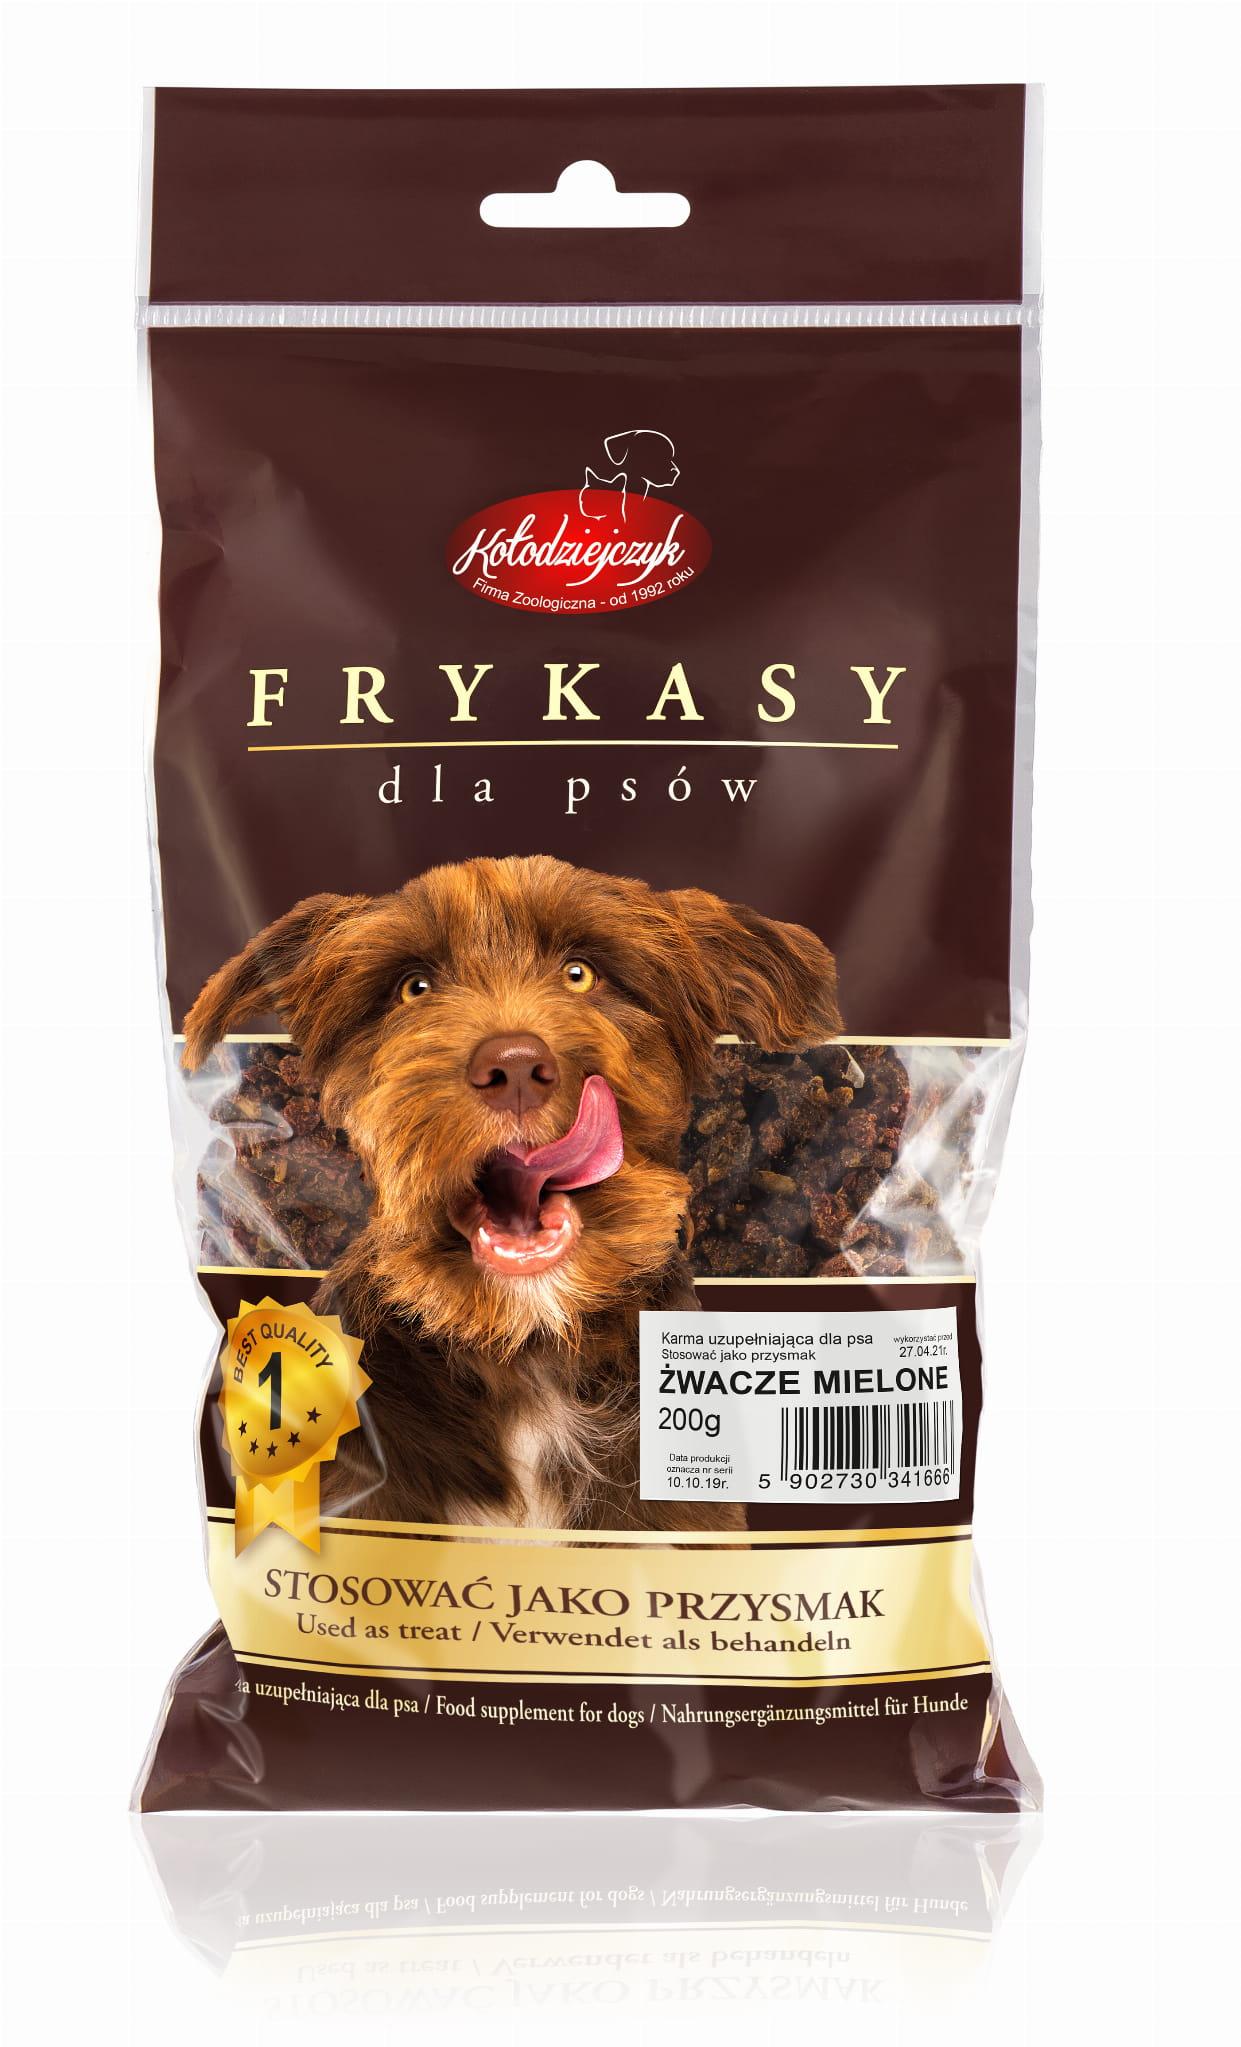 Kołodziejczyk
Firma Zoologiczna - od 1992 roku
FRYKASY
dla psów
BEST QUALITY
1
Karma uzupełniająca dla psa
Stosować jako przysmak
wykorzystać przed
27.04.21r.
ŻWACZE MIELONE
200g
Data produkcji
oznacza nr serii
10.10.19r.
5 902730 341666
STOSOWAĆ JAKO PRZYSMAK
Used as treat / Verwendet als behandeln
uzupełniająca dla psa / Food supplement for dogs / Nahrungsergänzungsmittel für Hunde